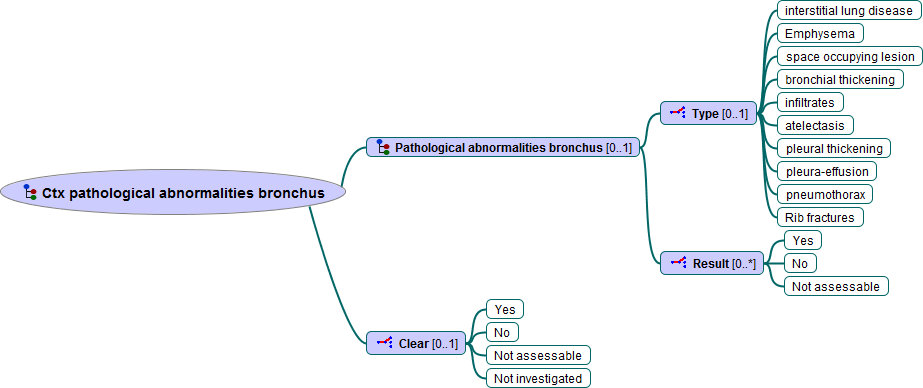 Ctx pathological abnormalities bronchus
Pathological abnormalities bronchus [0..1]
Type [0..1]
interstitial lung disease
Emphysema
space occupying lesion
bronchial thickening
infiltrates
atelectasis
pleural thickening
pleura-effusion
pneumothorax
Rib fractures
Result [0..*]
Yes
No
Not assessable
Clear [0..1]
Yes
No
Not assessable
Not investigated